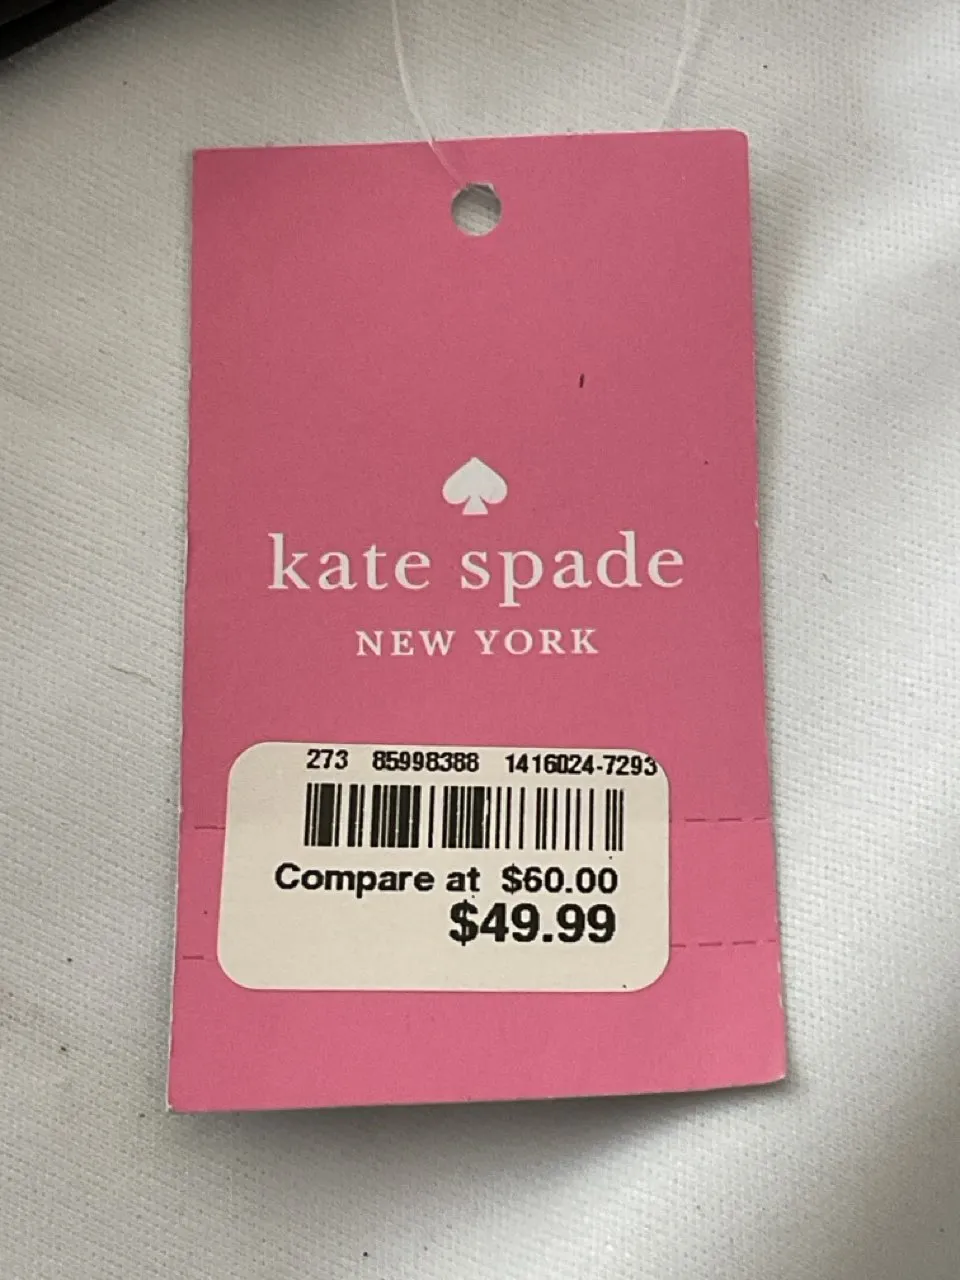 kate spade
NEW YORK
273 85998388 1416024-7293
Compare at $60.00
$49.99